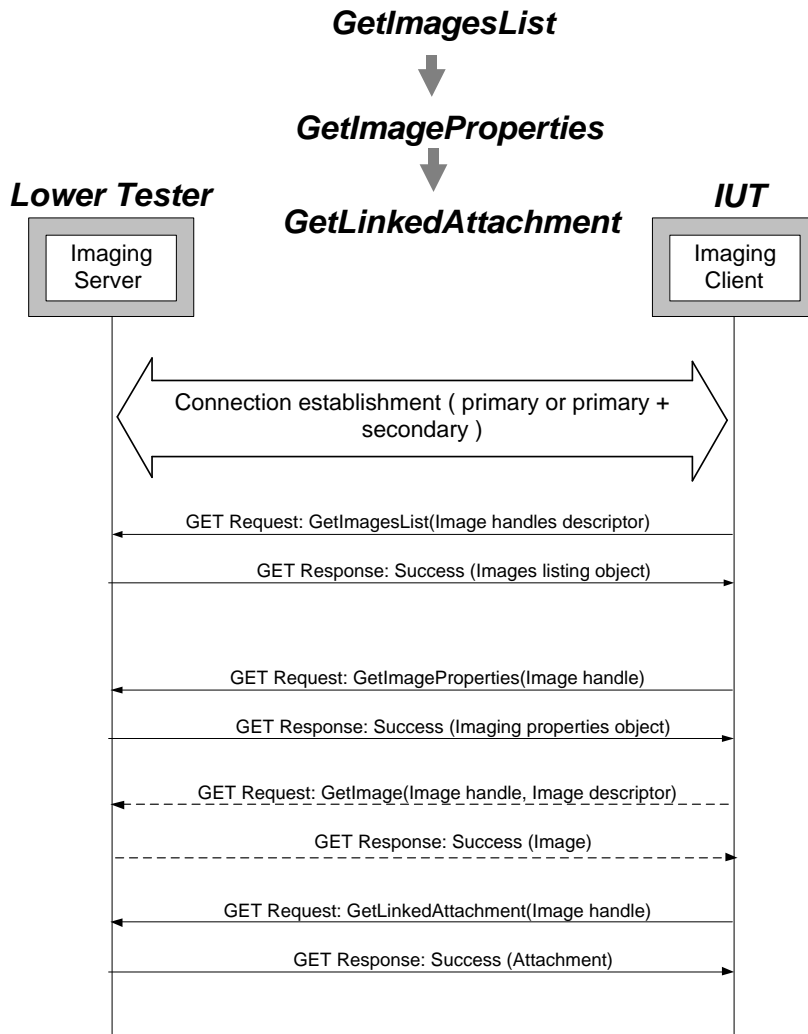 GetImagesList
GetImageProperties
Lower Tester
GetLinkedAttachment
IUT
Imaging
Server
Imaging
Client
Connection establishment ( primary or primary +
secondary )
GET Request: GetImagesList(Image handles descriptor)
GET Response: Success (Images listing object)
GET Request: GetImageProperties(Image handle)
GET Response: Success (Imaging properties object)
GET Request: GetImage(Image handle, Image descriptor)
GET Response: Success (Image)
GET Request: GetLinkedAttachment(Image handle)
GET Response: Success (Attachment)